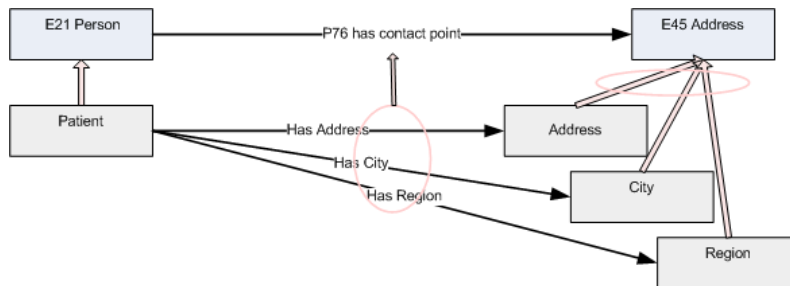 E21 Person
P76 has contact point
E45 Address
Patient
Has Address
Address
Has City
City
Has Region
Region